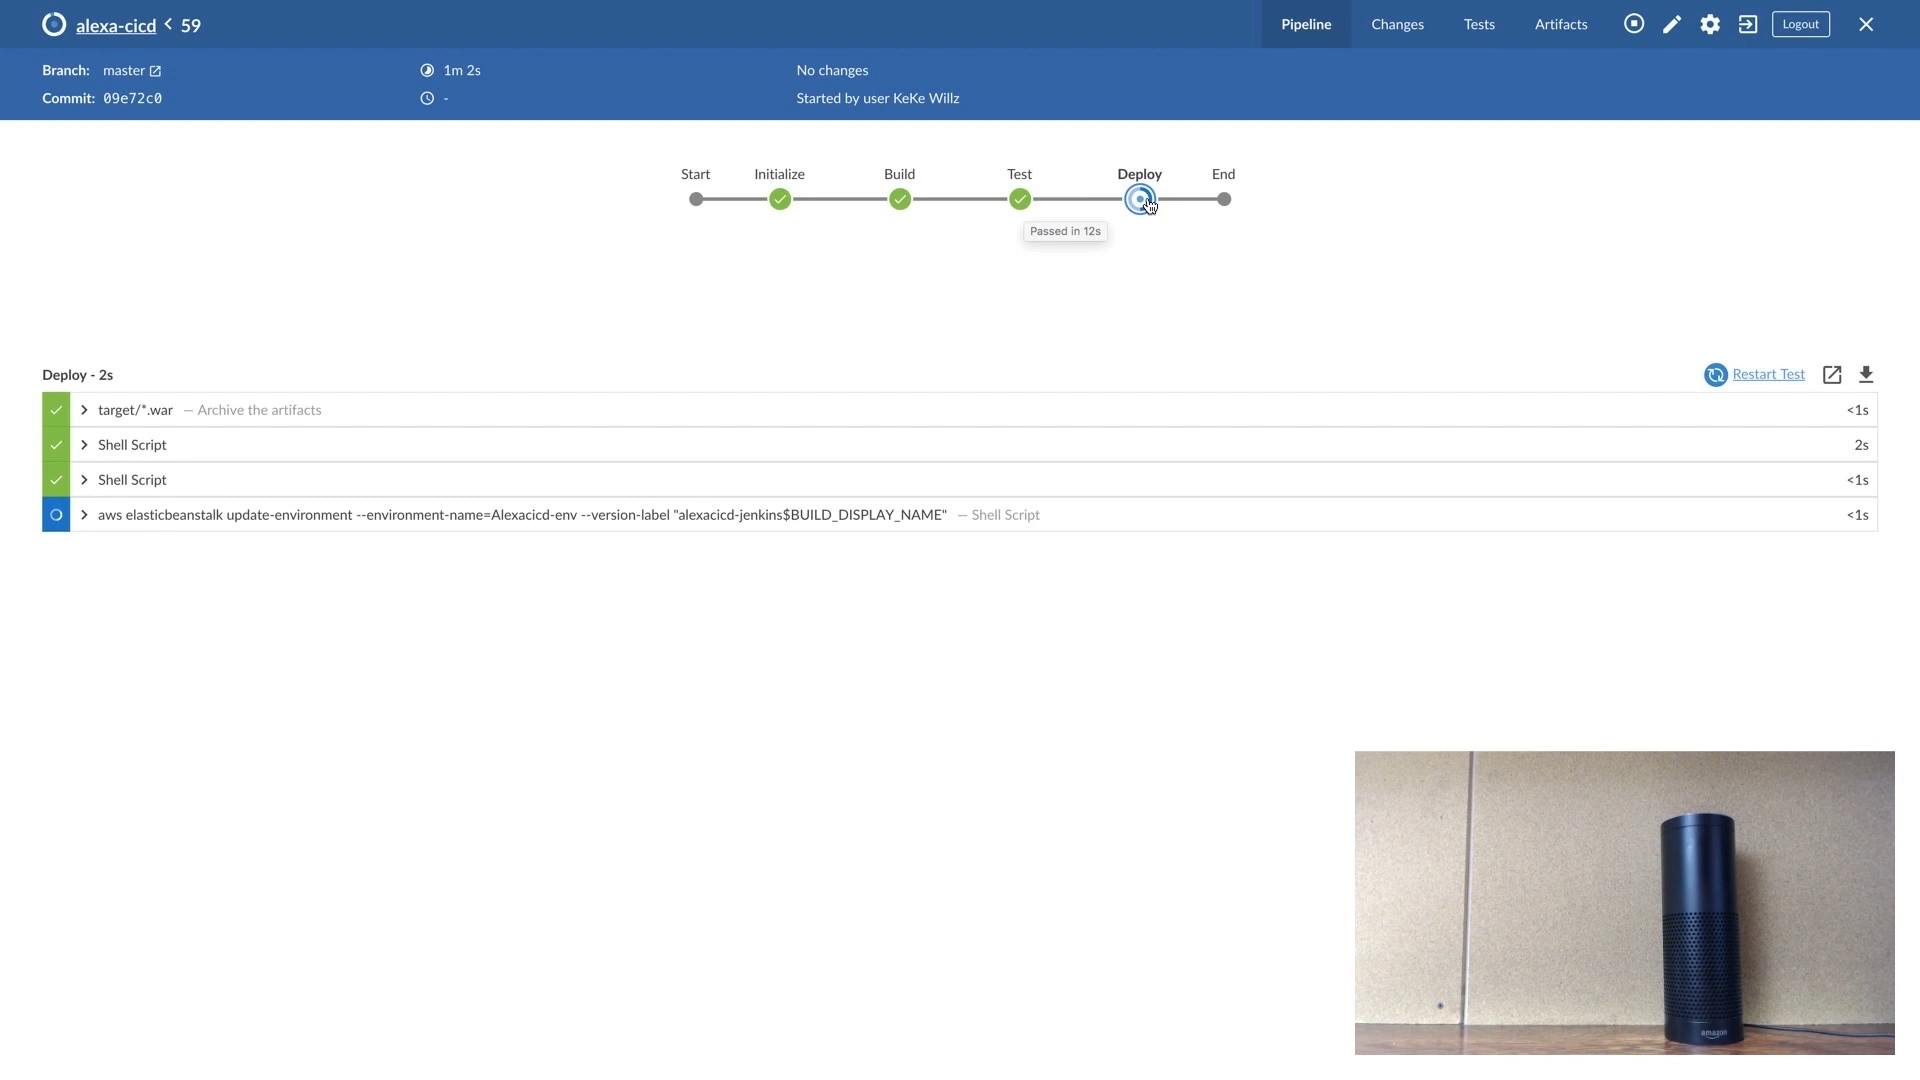 alexa-cicd < 59
Pipeline
Changes
Tests
Artifacts
Logout
Branch: master
1m 2s
No changes
Commit: 09e72c0
-
Started by user KeKe Willz
Start
Initialize
Build
Test
Deploy
End
Passed in 12s
Deploy - 2s
Restart Test
target/*.war — Archive the artifacts
<1s
Shell Script
2s
Shell Script
<1s
aws elasticbeanstalk update-environment --environment-name=Alexacicd-env --version-label "alexacicd-jenkins$BUILD_DISPLAY_NAME" — Shell Script
<1s
amazon